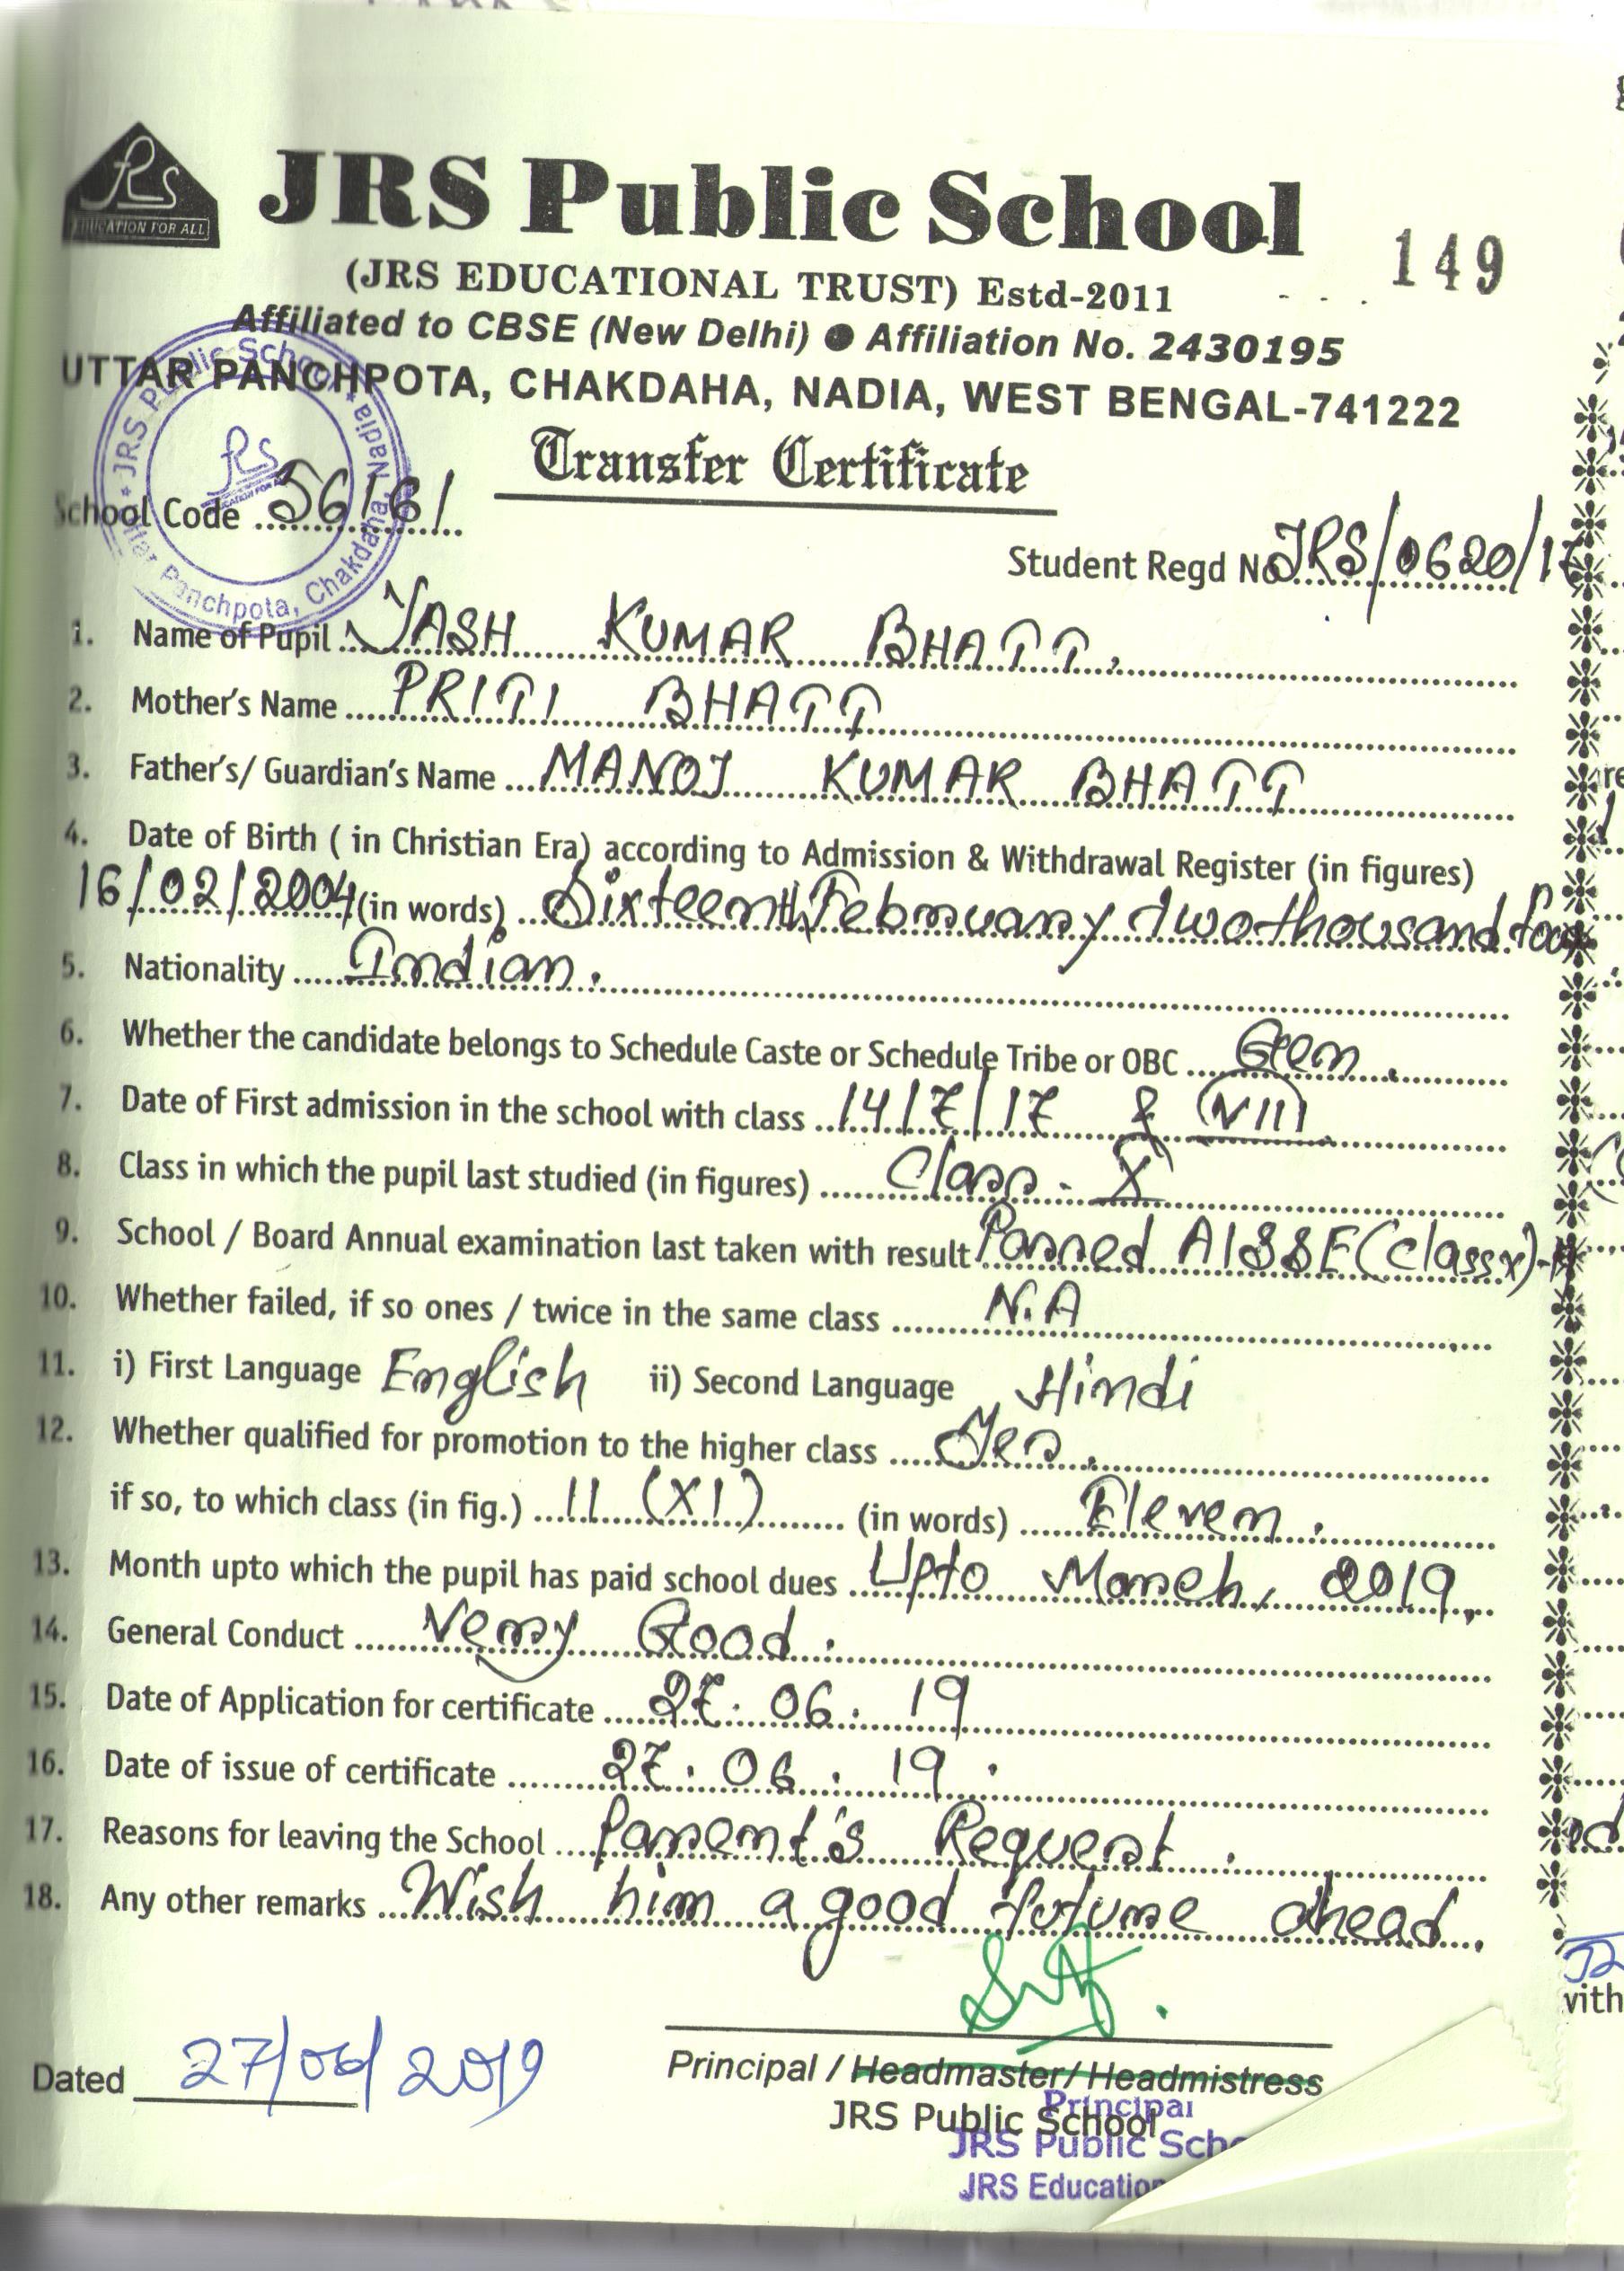 JRS
EDUCATION FOR ALL
JRS Public School
149
(JRS EDUCATIONAL TRUST) Estd-2011
Affiliated to CBSE (New Delhi) ● Affiliation No. 2430195
UTTAR PANCHPOTA, CHAKDAHA, NADIA, WEST BENGAL-741222
Transfer Certificate
JRS Public School * Uttar Panchpota, Chakdaha, Nadia *
School Code 56161
Student Regd No JRS/0620/17
1. Name of Pupil YASH KUMAR BHATT.
2. Mother's Name PRITI BHATT
3. Father's/ Guardian's Name MANOJ KUMAR BHATT
4. Date of Birth ( in Christian Era) according to Admission & Withdrawal Register (in figures)
16/02/2004 (in words) Sixteenth February two thousand four
5. Nationality Indian.
6. Whether the candidate belongs to Schedule Caste or Schedule Tribe or OBC Gen.
7. Date of First admission in the school with class 14/7/17 & (VIII)
8. Class in which the pupil last studied (in figures) Class - X
9. School / Board Annual examination last taken with result Passed AISSE (Class X)-
10. Whether failed, if so ones / twice in the same class N.A
11. i) First Language English ii) Second Language Hindi
12. Whether qualified for promotion to the higher class Yes.
if so, to which class (in fig.) 11 (XI) (in words) Eleven.
13. Month upto which the pupil has paid school dues Upto March, 2019.
14. General Conduct Very Good.
15. Date of Application for certificate 27.06.19
16. Date of issue of certificate 27.06.19.
17. Reasons for leaving the School Parent's Request.
18. Any other remarks Wish him a good future ahead.
Dated 27/06/2019
Principal / Headmaster/ Headmistress
JRS Public School
Principal
JRS Public
JRS